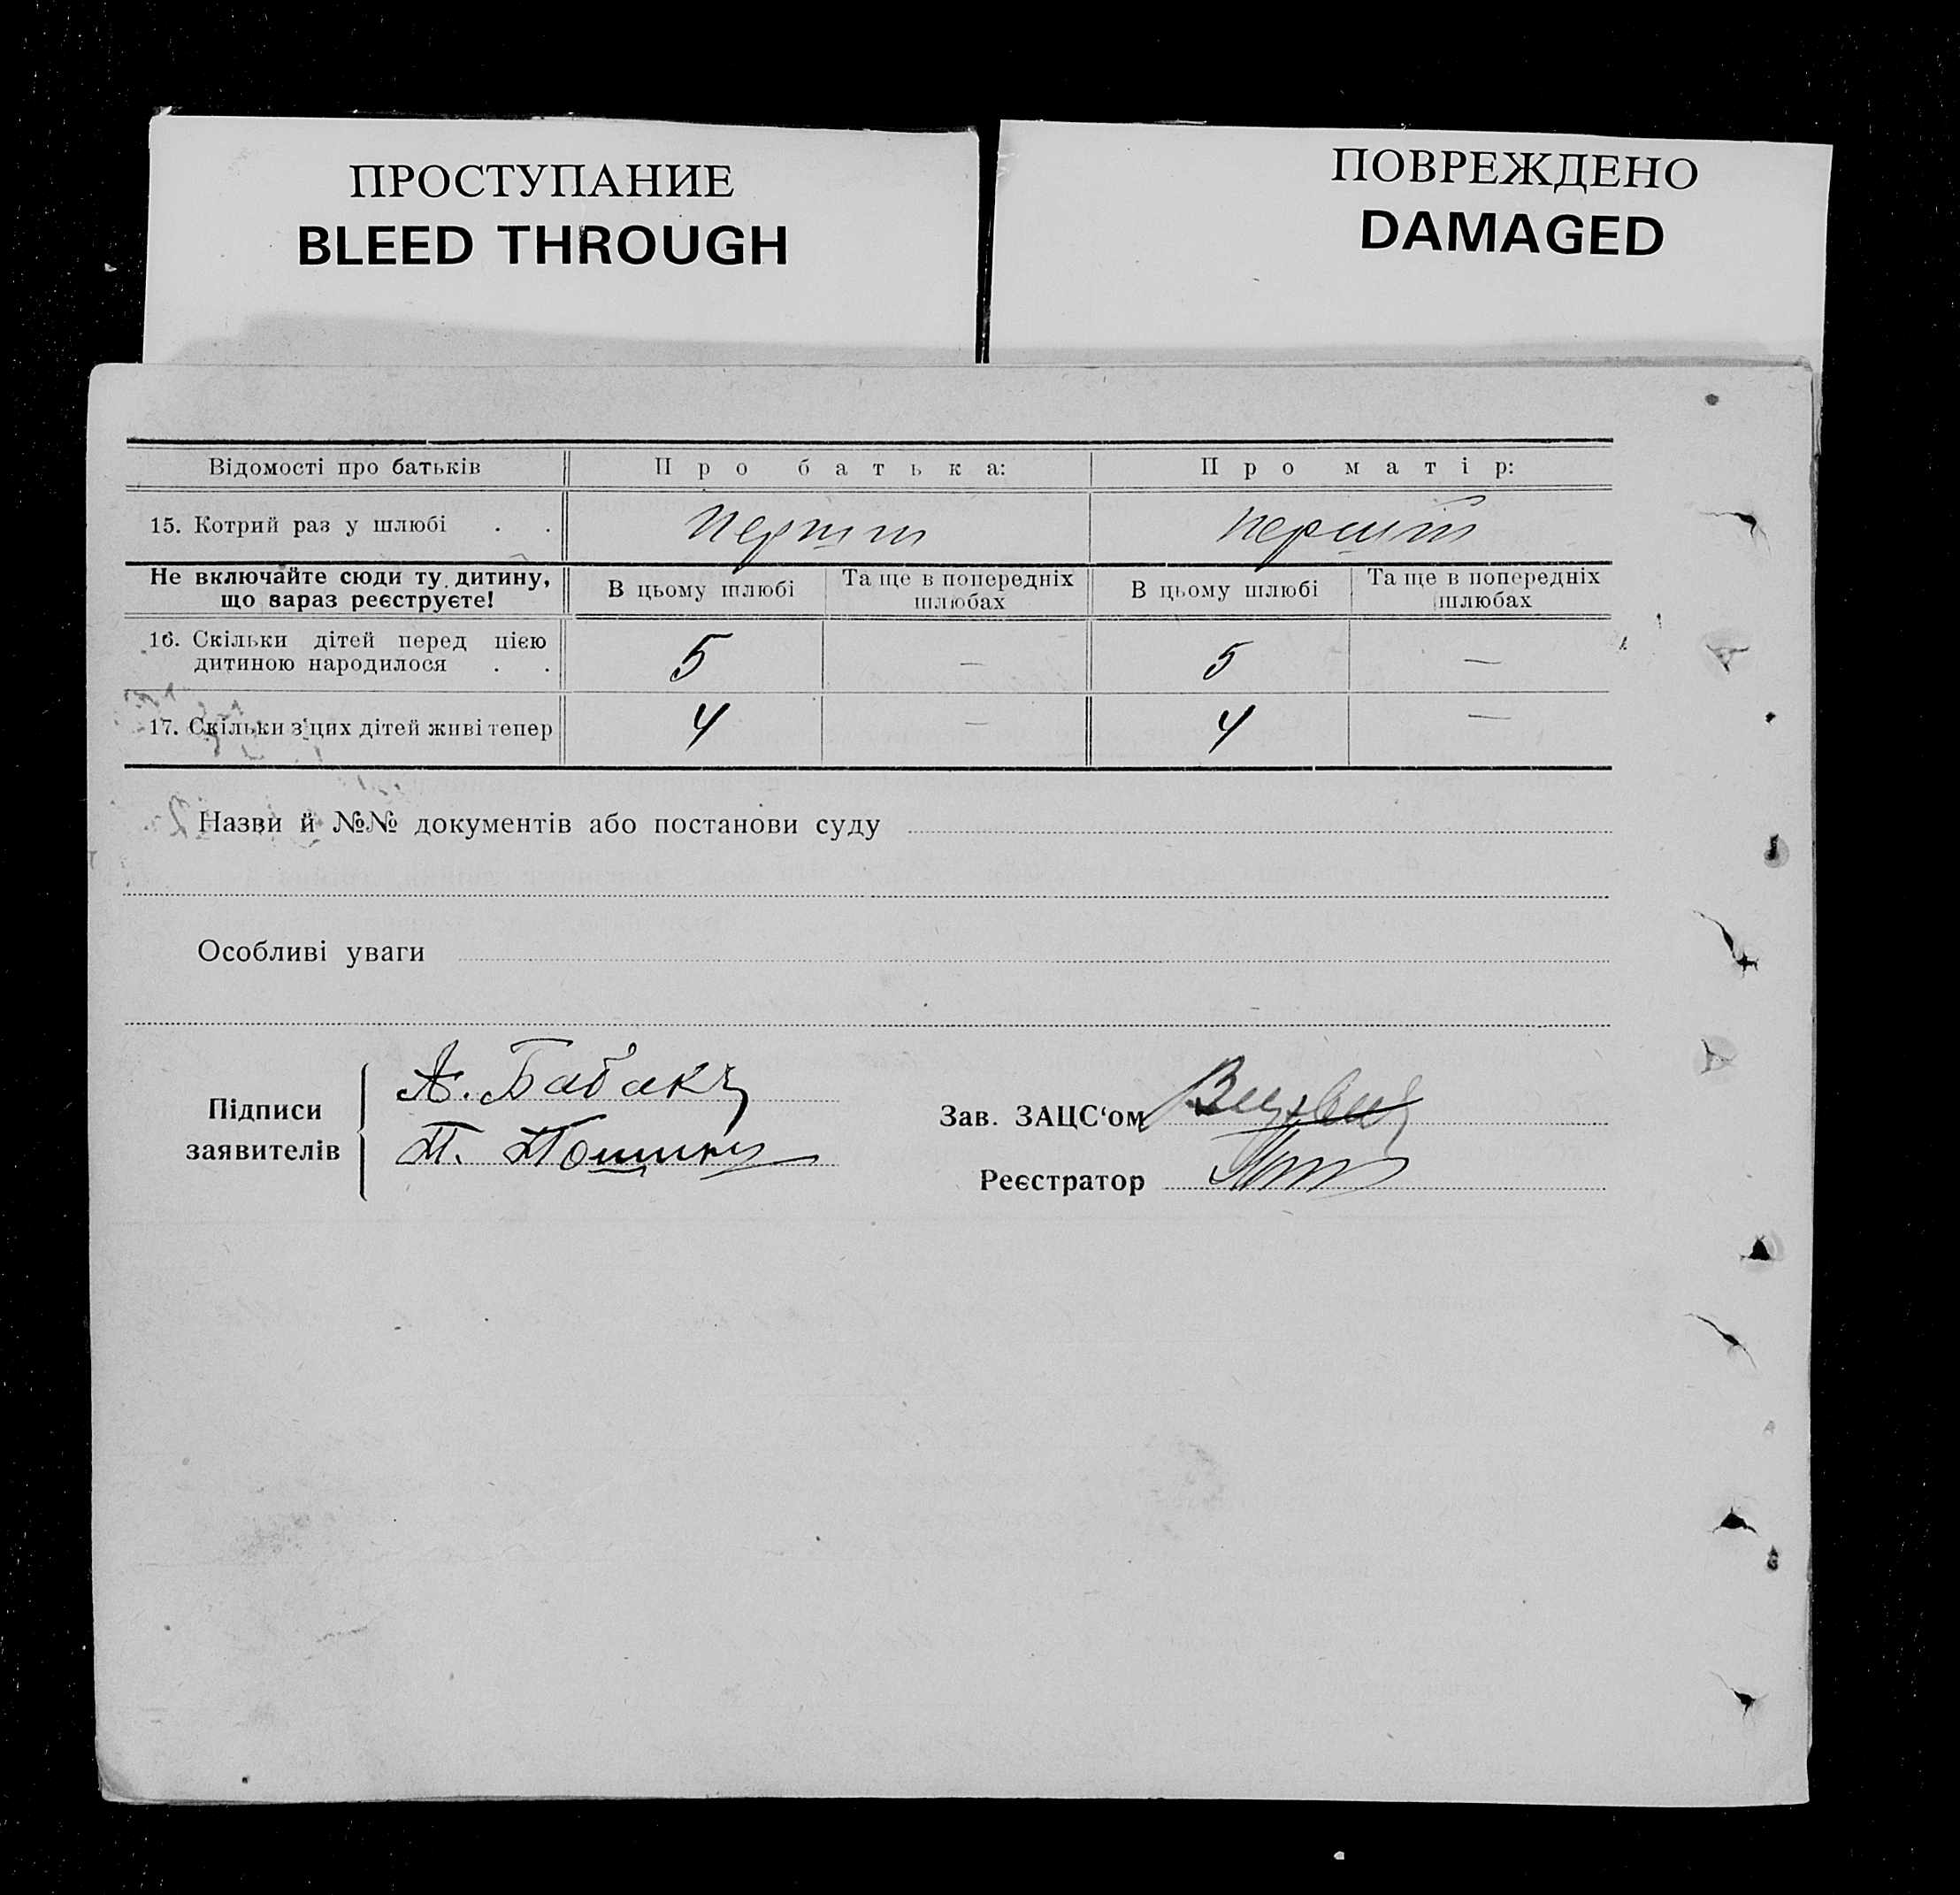 ПРОСТУПАНИЕ
BLEED THROUGH
ПОВРЕЖДЕНО
DAMAGED
Відомості про батьків Про батька: Про матір:
15. Котрий раз у шлюбі . . перший перший
Не включайте сюди ту дитину, що зараз реєструєте! В цьому шлюбі Та ще в попередніх шлюбах В цьому шлюбі Та ще в попередніх шлюбах
16. Скільки дітей перед цією дитиною народилося . . 5 — 5 —
17. Скільки з'цих дітей живі тепер 4 — 4 —
Назви й №№ документів або постанови суду
Особливі уваги
Підписи заявителів
А. Бабак
П.
Зав. ЗАЦС'ом
Реєстратор